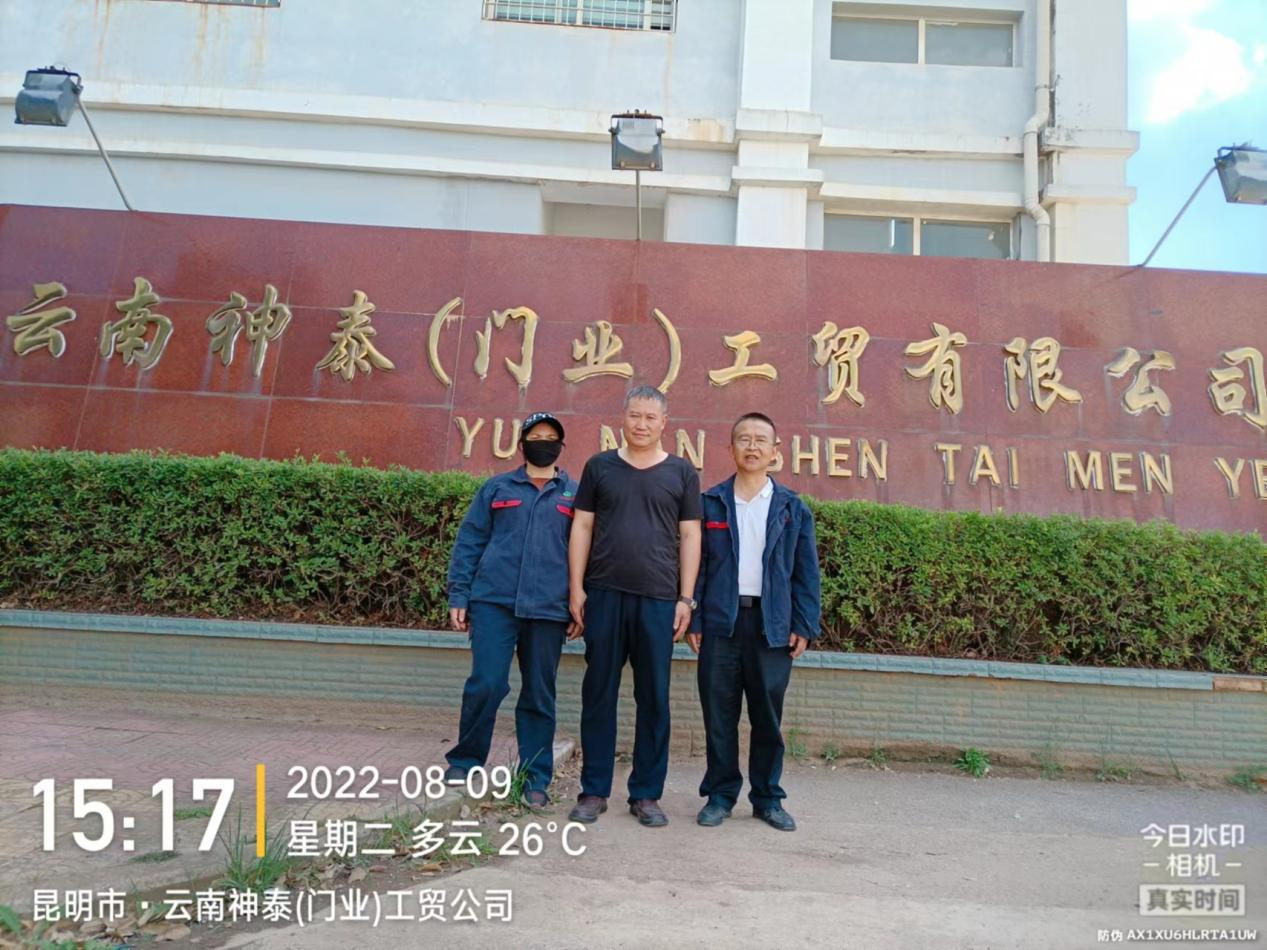 云南神泰(门业)工贸有限公司
YUN NAN SHEN TAI MEN YE
15:17
2022-08-09
星期二 多云 26°C
昆明市·云南神泰(门业)工贸公司
今日水印
相机
真实时间
防伪 AX1XU6HLRTA1UW